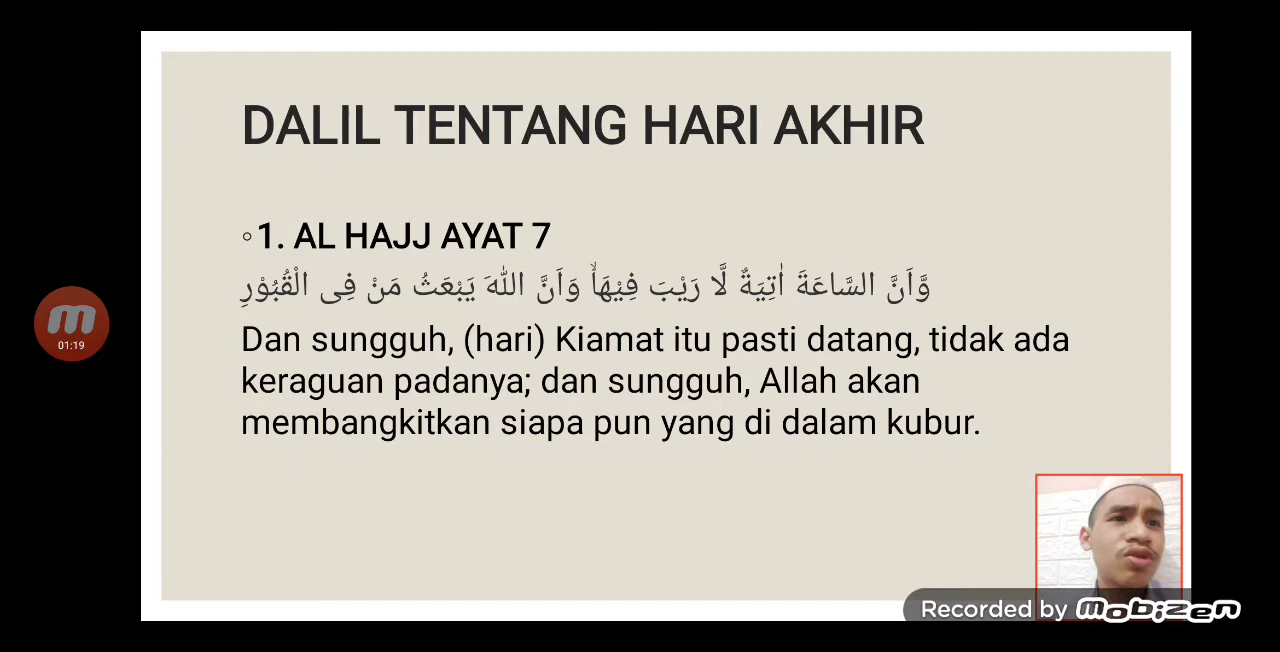 DALIL TENTANG HARI AKHIR
◦1. AL HAJJ AYAT 7
وَّاَنَّ السَّاعَةَ اٰتِيَةٌ لَّا رَيْبَ فِيْهَاۙ وَاَنَّ اللّٰهَ يَبْعَثُ مَنْ فِى الْقُبُوْرِ
Dan sungguh, (hari) Kiamat itu pasti datang, tidak ada
keraguan padanya; dan sungguh, Allah akan
membangkitkan siapa pun yang di dalam kubur.
m
01:19
Recorded by mobizen